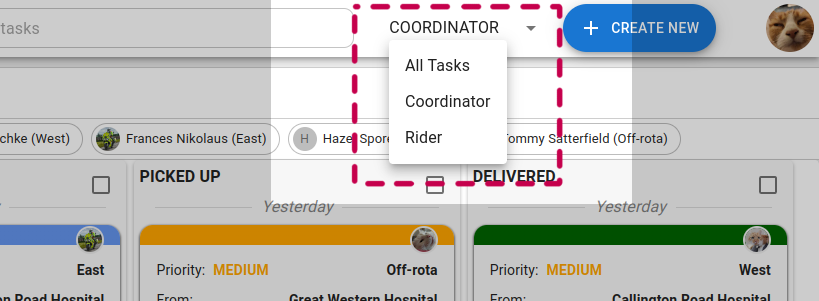 tasks
COORDINATOR
CREATE NEW
All Tasks
Coordinator
Rider
chke (West)
Frances Nikolaus (East)
H
Haze Spore
ommy Satterfield (Off-rota)
PICKED UP
DELIVERED
Yesterday
Yesterday
East
Priority: MEDIUM
Off-rota
Priority: MEDIUM
West
on Road Hospital
From:
Great Western Hospital
From:
Callington Road Hospital